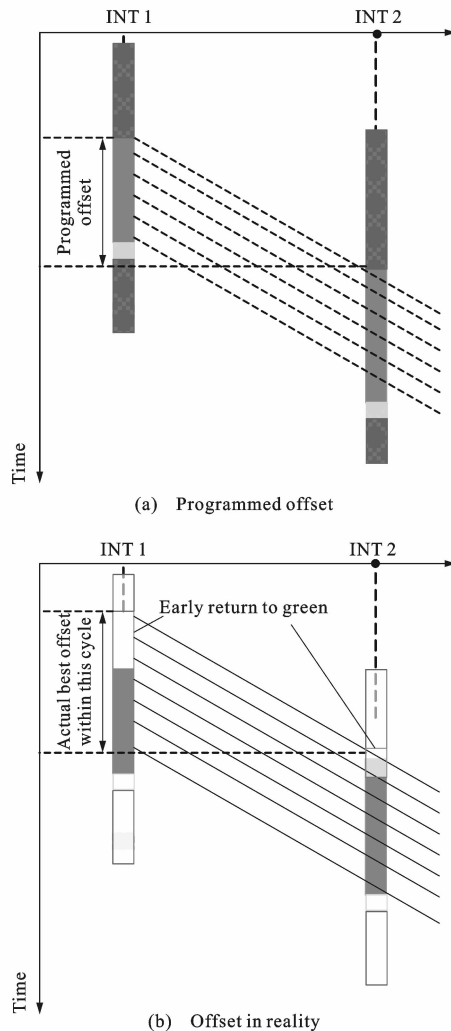 INT 1
INT 2
Programmed
offset
Time
(a) Programmed offset
INT 1
INT 2
Early return to green
Actual best offset
within this cycle
Time
(b) Offset in reality